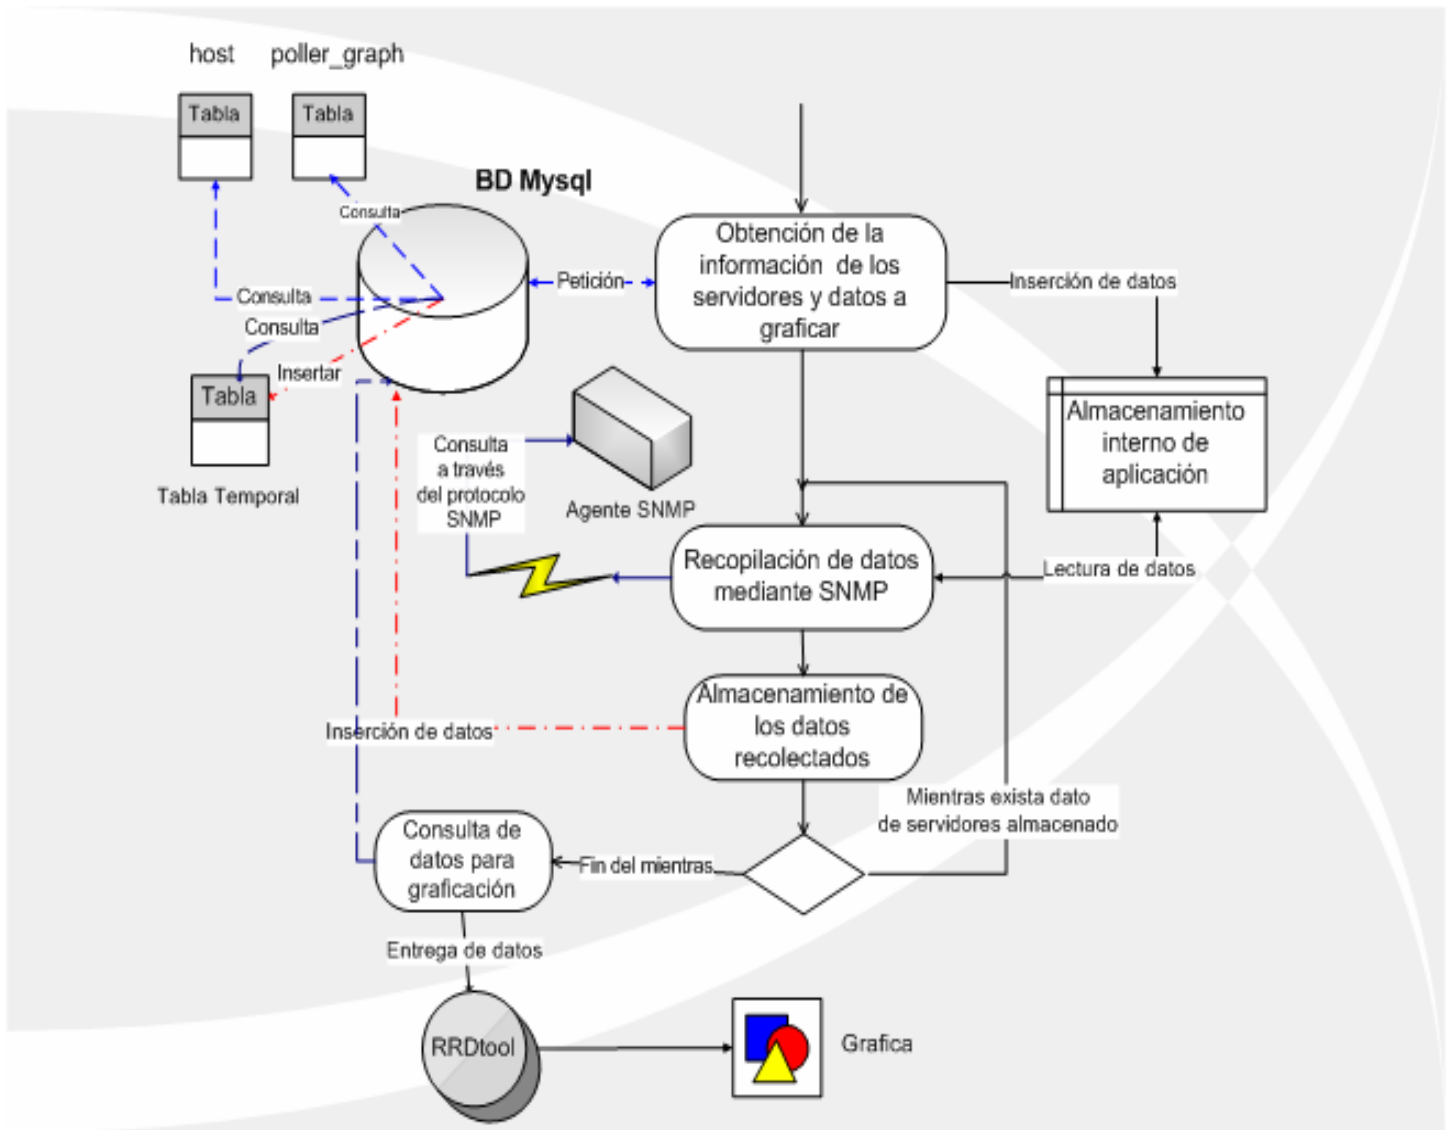 host
poller_graph
Tabla
Tabla
BD Mysql
Consulta
Obtención de la
información de los
servidores y datos a
graficar
Petición
Inserción de datos
Consulta
Consulta
Insertar
Tabla
Tabla Temporal
Consulta
a través
del protocolo
SNMP
Agente SNMP
Almacenamiento
interno de
aplicación
Recopilación de datos
mediante SNMP
Lectura de datos
Almacenamiento de
los datos
recolectados
Inserción de datos
Mientras exista dato
de servidores almacenado
Consulta de
datos para
graficación
Fin del mientras
Entrega de datos
RRDtool
Grafica